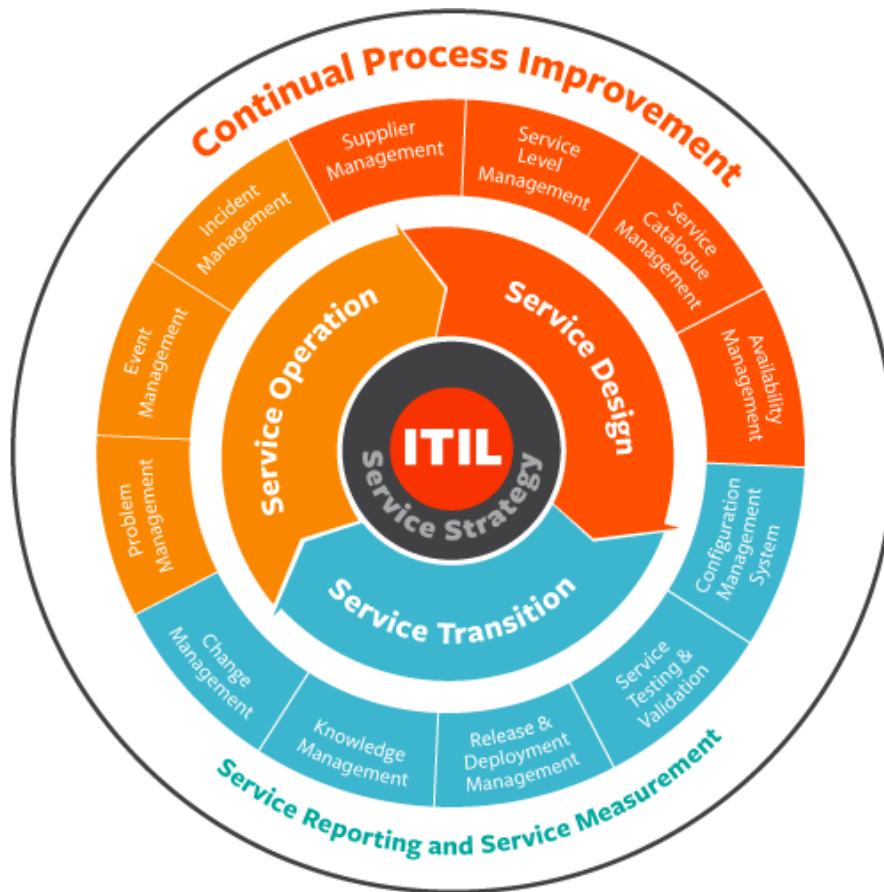 Continual Process Improvement
Supplier
Management
Service
Level
Management
Service
Catalogue
Management
Availability
Management
Configuration
Management
System
Service
Testing &
Validation
Release &
Deployment
Management
Knowledge
Management
Change
Management
Problem
Management
Event
Management
Incident
Management
Service Design
Service Transition
Service Operation
ITIL
Service Strategy
Service Reporting and Service Measurement